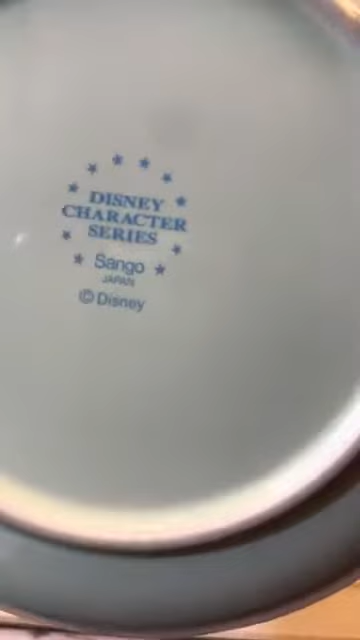 DISNEY
CHARACTER
SERIES
Sango
JAPAN
© Disney